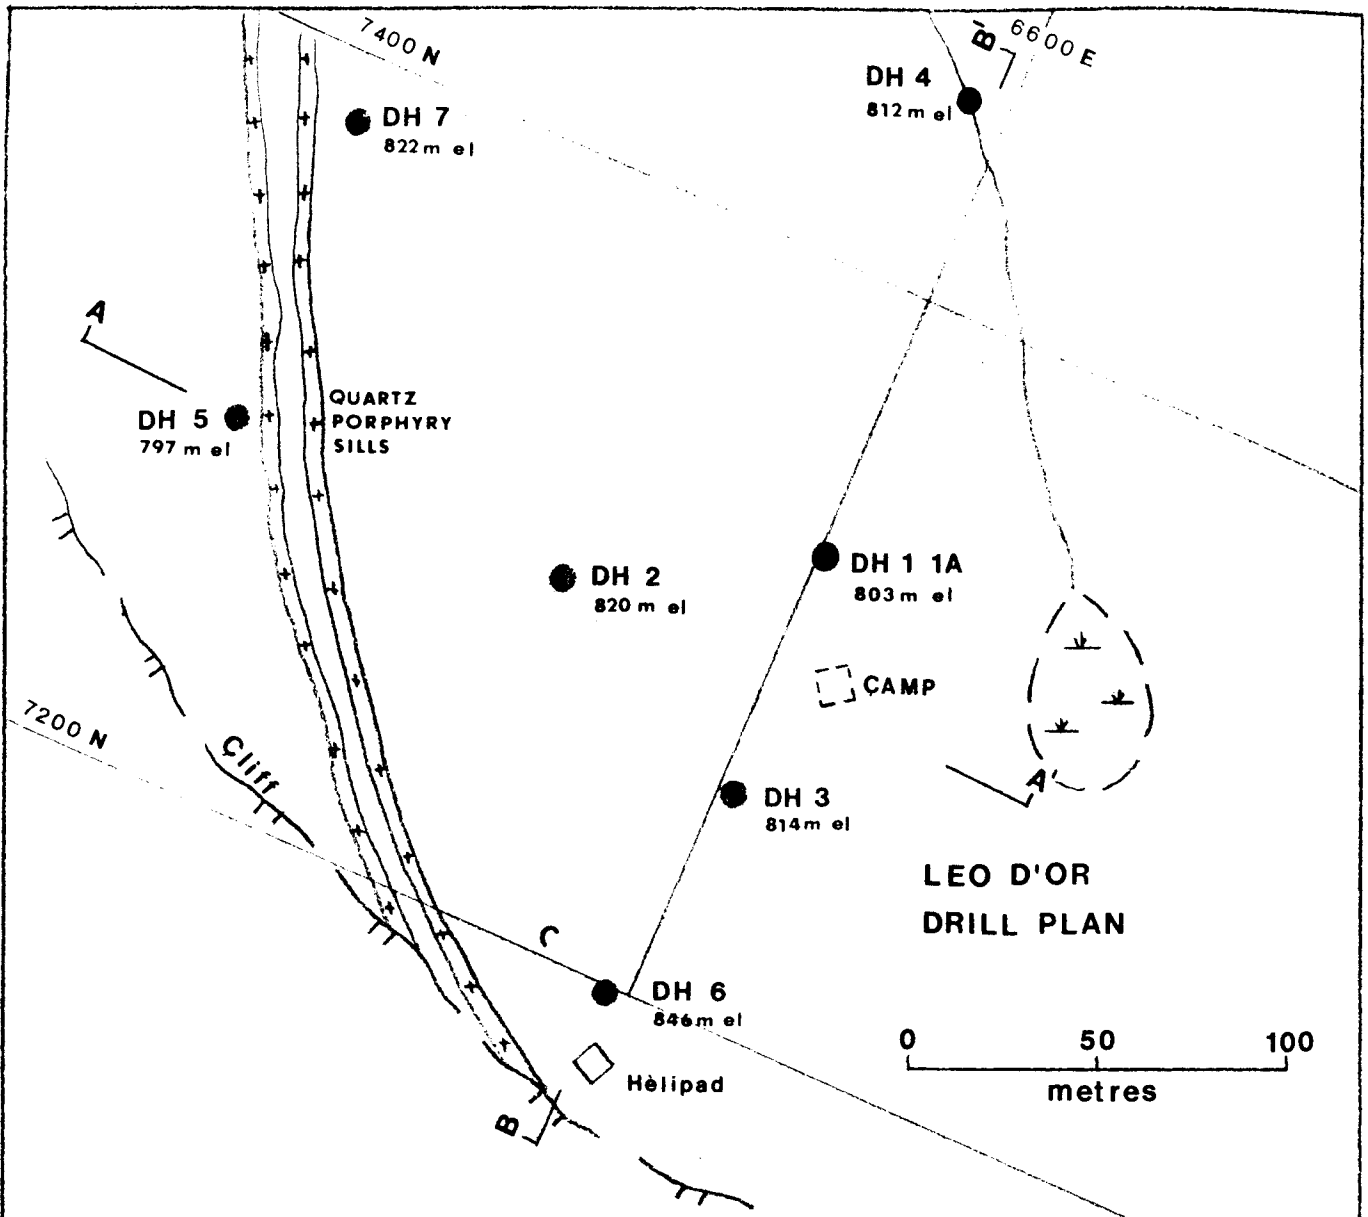 7400 N
B'
6600 E
DH 4
812 m el
DH 7
822 m el
A
QUARTZ
PORPHYRY
SILLS
DH 5
797 m el
DH 2
820 m el
DH 1 1A
803 m el
CAMP
7200 N
Cliff
A'
DH 3
814 m el
LEO D'OR
DRILL PLAN
C
DH 6
846 m el
0 50 100
metres
Hèlipad
B